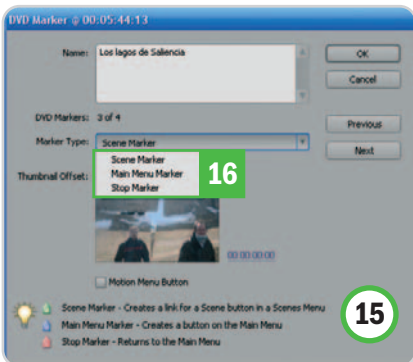 DVD Marker @ 00:05:44:13
Name:
Los lagos de Saliencia
OK
Cancel
DVD Markers: 3 of 4
Previous
Marker Type:
Scene Marker
Next
Scene Marker
Main Menu Marker
Stop Marker
16
Thumbnail Offset:
00:00:00:00
Motion Menu Button
Scene Marker - Creates a link for a Scene button in a Scenes Menu
Main Menu Marker - Creates a button on the Main Menu
Stop Marker - Returns to the Main Menu
15